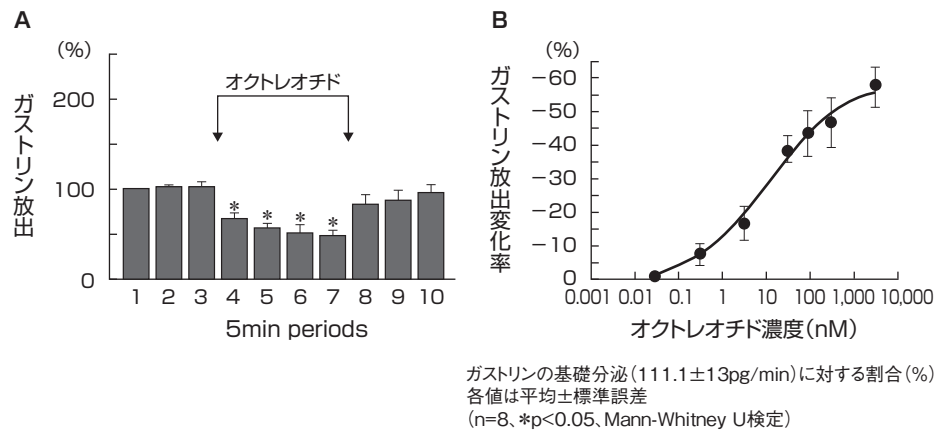 A
(%)
ガストリン放出
200
100
0
オクトレオチド
*
*
*
*
1 2 3 4 5 6 7 8 9 10
5min periods
B
(%)
ガストリン放出変化率
-60
-50
-40
-30
-20
-10
0
0.001 0.01 0.1 1 10 100 1,000 10,000
オクトレオチド濃度(nM)
ガストリンの基礎分泌(111.1±13pg/min)に対する割合(%)
各値は平均±標準誤差
(n=8、*p<0.05、Mann-Whitney U検定)